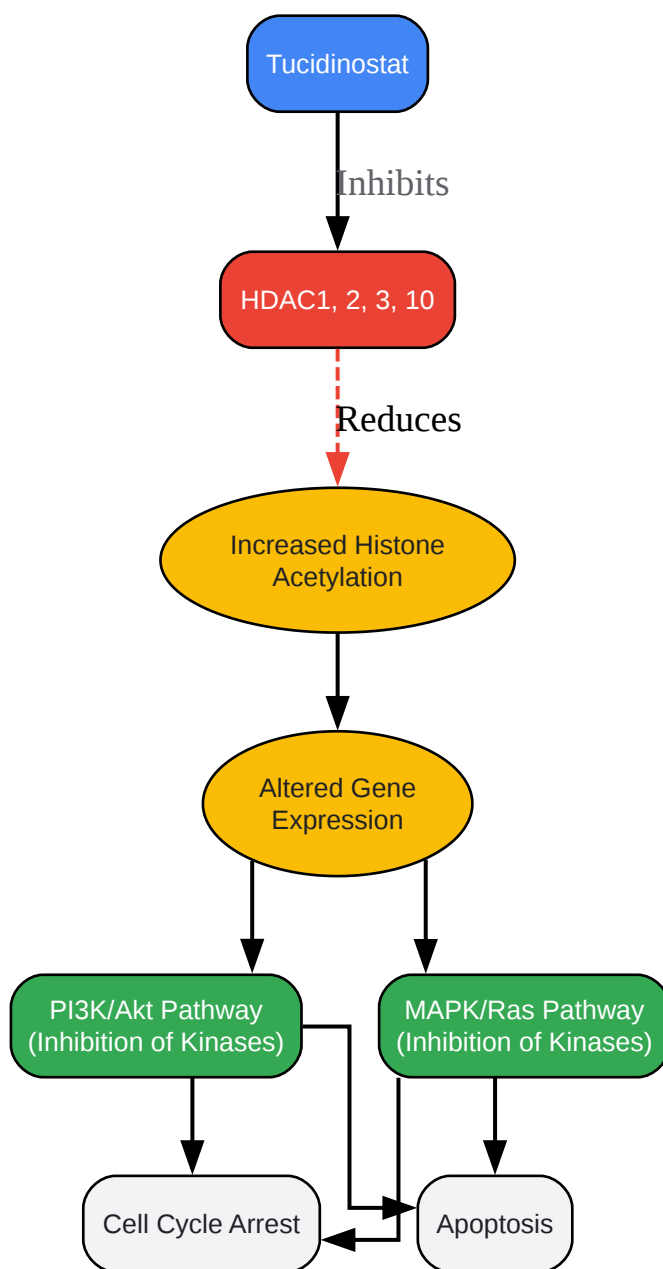 Tucidinostat
Inhibits
HDAC1, 2, 3, 10
Reduces
Increased Histone
Acetylation
Altered Gene
Expression
PI3K/Akt Pathway
(Inhibition of Kinases)
MAPK/Ras Pathway
(Inhibition of Kinases)
Cell Cycle Arrest
Apoptosis